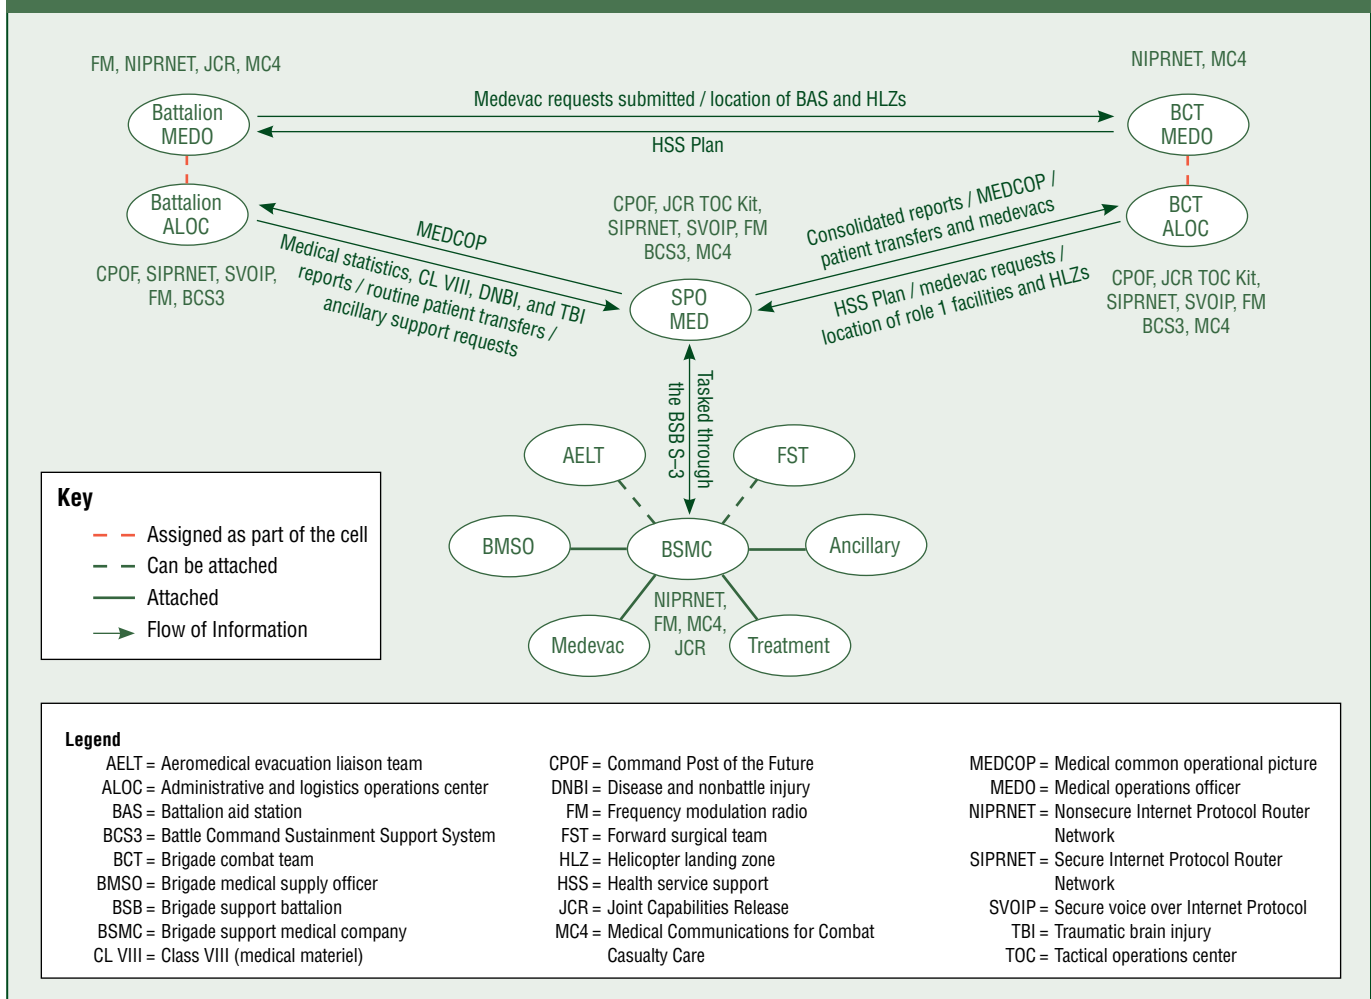 FM, NIPRNET, JCR, MC4
NIPRNET, MC4
Battalion
MEDO
Medevac requests submitted / location of BAS and HLZs
HSS Plan
BCT
MEDO
Battalion
ALOC
CPOF, SIPRNET, SVOIP,
FM, BCS3
MEDCOP
Medical statistics, CL VIII, DNBI, and TBI
reports / routine patient transfers /
ancillary support requests
CPOF, JCR TOC Kit,
SIPRNET, SVOIP, FM
BCS3, MC4
SPO
MED
Consolidated reports / MEDCOP /
patient transfers and medevacs
HSS Plan / medevac requests /
location of role 1 facilities and HLZs
BCT
ALOC
CPOF, JCR TOC Kit,
SIPRNET, SVOIP, FM
BCS3, MC4
Tasked through
the BSB S–3
AELT
FST
BMSO
BSMC
Ancillary
NIPRNET,
FM, MC4,
JCR
Medevac
Treatment
Key
Assigned as part of the cell
Can be attached
Attached
Flow of Information
Legend
AELT = Aeromedical evacuation liaison team
ALOC = Administrative and logistics operations center
BAS = Battalion aid station
BCS3 = Battle Command Sustainment Support System
BCT = Brigade combat team
BMSO = Brigade medical supply officer
BSB = Brigade support battalion
BSMC = Brigade support medical company
CL VIII = Class VIII (medical materiel)
CPOF = Command Post of the Future
DNBI = Disease and nonbattle injury
FM = Frequency modulation radio
FST = Forward surgical team
HLZ = Helicopter landing zone
HSS = Health service support
JCR = Joint Capabilities Release
MC4 = Medical Communications for Combat
Casualty Care
MEDCOP = Medical common operational picture
MEDO = Medical operations officer
NIPRNET = Nonsecure Internet Protocol Router
Network
SIPRNET = Secure Internet Protocol Router
Network
SVOIP = Secure voice over Internet Protocol
TBI = Traumatic brain injury
TOC = Tactical operations center